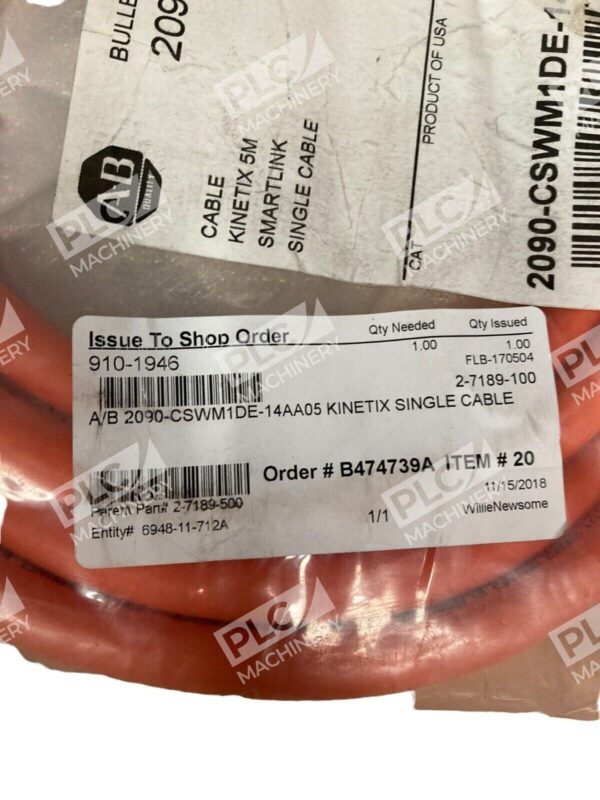 BULLE
2090
A-B
QUALITY
CABLE
KINETIX 5M
SMARTLINK
SINGLE CABLE
PRODUCT OF USA
CAT
2090-CSWM1DE-1
Issue To Shop Order
Qty Needed
Qty Issued
910-1946
1.00
1.00
FLB-170504
2-7189-100
A/B 2090-CSWM1DE-14AA05 KINETIX SINGLE CABLE
Order # B474739A ITEM # 20
Parent Part# 2-7189-500
11/15/2018
Entity# 6948-11-712A
1/1
WillieNewsome
PLC
MACHINERY